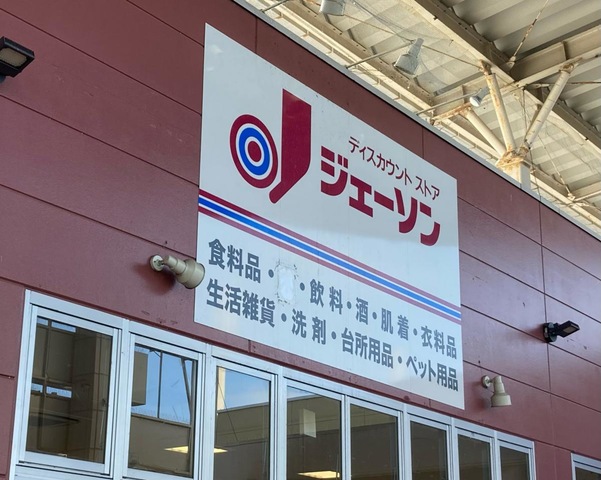 ディスカウント ストア
ジェーソン
食料品・ ・飲料・酒・肌着・衣料品
生活雑貨・洗剤・台所用品・ペット用品